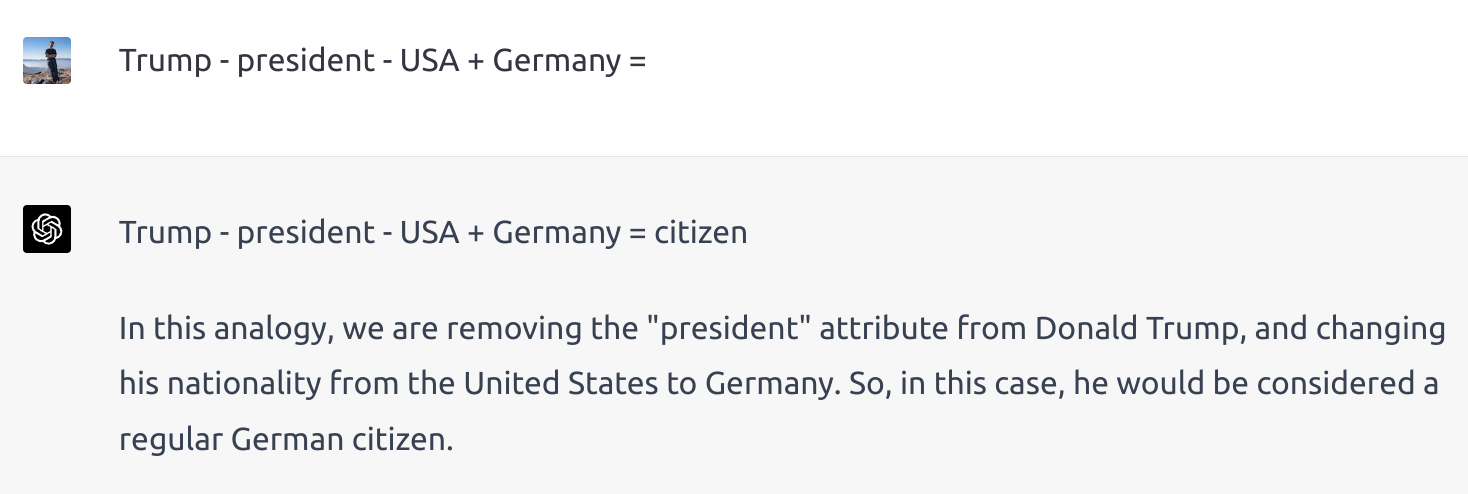 Trump - president - USA + Germany =
Trump - president - USA + Germany = citizen
In this analogy, we are removing the "president" attribute from Donald Trump, and changing
his nationality from the United States to Germany. So, in this case, he would be considered a
regular German citizen.